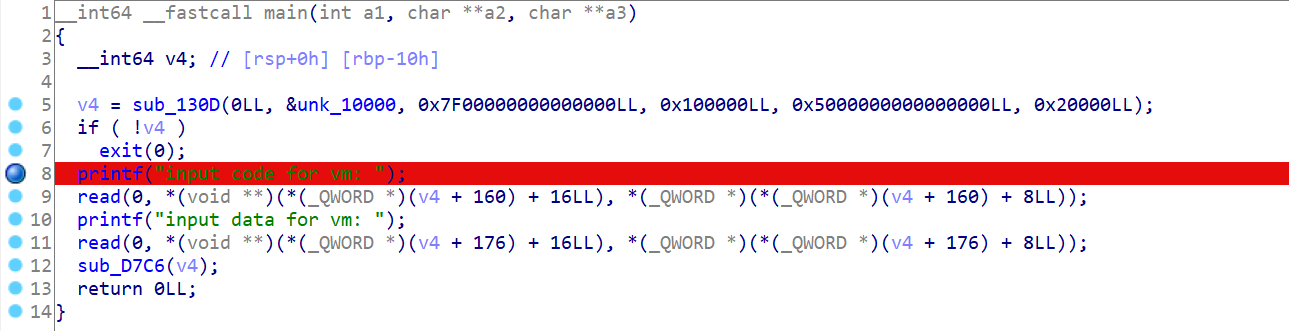 1 __int64 __fastcall main(int a1, char **a2, char **a3)
2 {
3   __int64 v4; // [rsp+0h] [rbp-10h]
4
5   v4 = sub_130D(0LL, &unk_10000, 0x7F00000000000000LL, 0x100000LL, 0x5000000000000000LL, 0x20000LL);
6   if ( !v4 )
7     exit(0);
8   printf("input code for vm: ");
9   read(0, *(void **)(*(_QWORD *)(v4 + 160) + 16LL), *(_QWORD *)(*(_QWORD *)(v4 + 160) + 8LL));
10   printf("input data for vm: ");
11   read(0, *(void **)(*(_QWORD *)(v4 + 176) + 16LL), *(_QWORD *)(*(_QWORD *)(v4 + 176) + 8LL));
12   sub_D7C6(v4);
13   return 0LL;
14 }